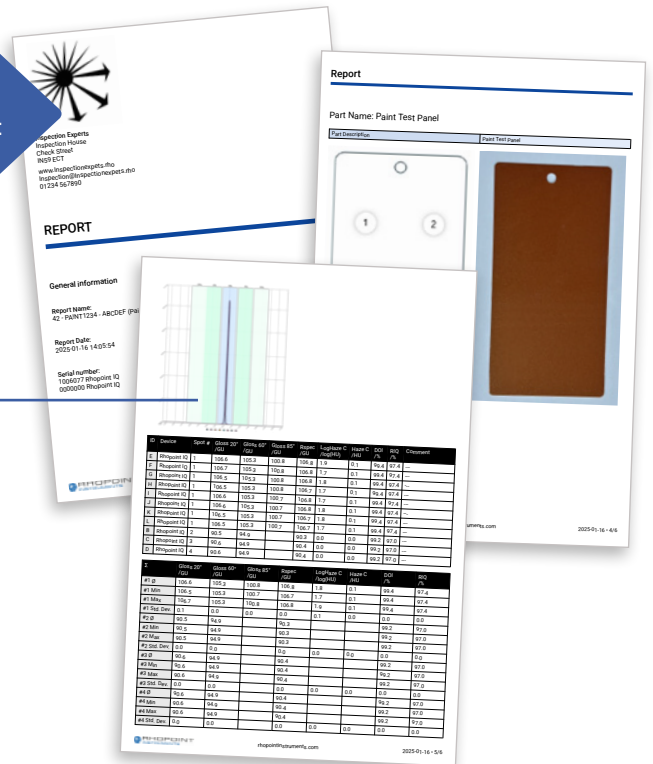 Inspection Experts
Inspection House
Check Street
IN59 ECT
www.Inspectionexpets.rho
Inspection@Inspectionexpets.rho
01234 567890
REPORT
General information
Report Name:
42 - PAINT1234 - ABCDEF
Report Date:
2025-01-16 14:05:54
Serial number:
1006077 Rhopoint IQ
0000000 Rhopoint IQ
RHOPOINT
Report
Part Name: Paint Test Panel
Part Description Paint Test Panel
1 2
2025-01-16 • 4/6
ID Device Spot # Gloss 20° /GU Gloss 60° /GU Gloss 85° /GU Rspec /GU LogHaze C /log(HU) Haze C /HU DOI /% RIQ /% Comment
E Rhopoint IQ 1 106.6 105.3 100.8 106.8 1.9 0.1 99.4 97.4 --
F Rhopoint IQ 1 106.7 105.3 100.8 106.8 1.7 0.1 99.4 97.4 --
G Rhopoint IQ 1 106.5 105.3 100.8 106.8 1.8 0.1 99.4 97.4 --
H Rhopoint IQ 1 106.5 105.3 100.8 106.7 1.7 0.1 99.4 97.4 --
I Rhopoint IQ 1 106.6 105.3 100.7 106.8 1.7 0.1 99.4 97.4 --
J Rhopoint IQ 1 106.6 105.3 100.7 106.8 1.8 0.1 99.4 97.4 --
K Rhopoint IQ 1 106.5 105.3 100.7 106.7 1.8 0.1 99.4 97.4 --
L Rhopoint IQ 1 106.5 105.3 100.7 106.7 1.7 0.1 99.4 97.4 --
B Rhopoint IQ 2 90.5 94.9 90.3 0.0 0.0 99.2 97.0 --
C Rhopoint IQ 3 90.6 94.9 90.4 0.0 0.0 99.2 97.0 --
D Rhopoint IQ 4 90.6 94.9 90.4 0.0 0.0 99.2 97.0 --
Σ Gloss 20° /GU Gloss 60° /GU Gloss 85° /GU Rspec /GU LogHaze C /log(HU) Haze C /HU DOI /% RIQ /%
#1 Ø 106.6 105.3 100.8 106.8 1.8 0.1 99.4 97.4
#1 Min 106.5 105.3 100.7 106.7 1.7 0.1 99.4 97.4
#1 Max 106.7 105.3 100.8 106.8 1.9 0.1 99.4 97.4
#1 Std. Dev. 0.1 0.0 0.0 0.0 0.1 0.0 0.0 0.0
#2 Ø 90.5 94.9 90.3 99.2 97.0
#2 Min 90.5 94.9 90.3 99.2 97.0
#2 Max 90.5 94.9 90.3 99.2 97.0
#2 Std. Dev. 0.0 0.0 0.0 0.0 0.0 0.0 0.0
#3 Ø 90.6 94.9 90.4 99.2 97.0
#3 Min 90.6 94.9 90.4 99.2 97.0
#3 Max 90.6 94.9 90.4 99.2 97.0
#3 Std. Dev. 0.0 0.0 0.0 0.0 0.0 0.0 0.0
#4 Ø 90.6 94.9 90.4 99.2 97.0
#4 Min 90.6 94.9 90.4 99.2 97.0
#4 Max 90.6 94.9 90.4 99.2 97.0
#4 Std. Dev. 0.0 0.0 0.0 0.0 0.0 0.0 0.0
RHOPOINT
rhopointinstruments.com
2025-01-16 • 5/6